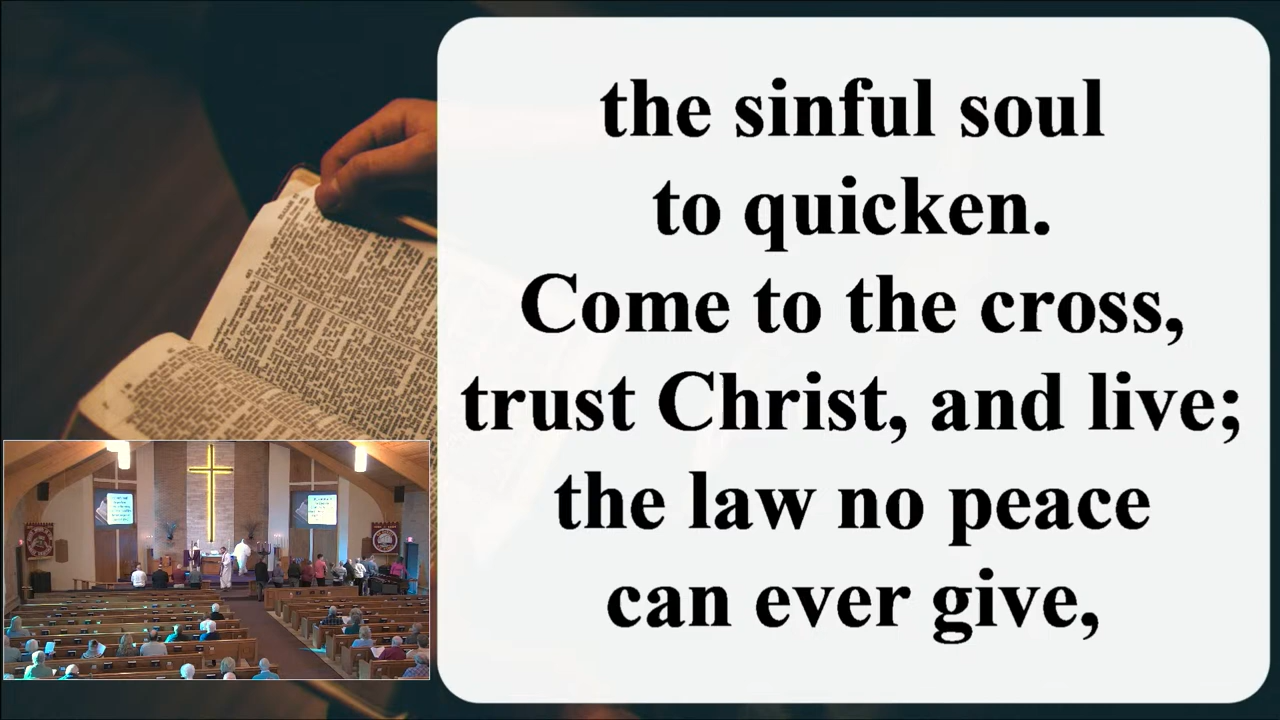 the sinful soul
to quicken.
Come to the cross,
trust Christ, and live;
the law no peace
can ever give,